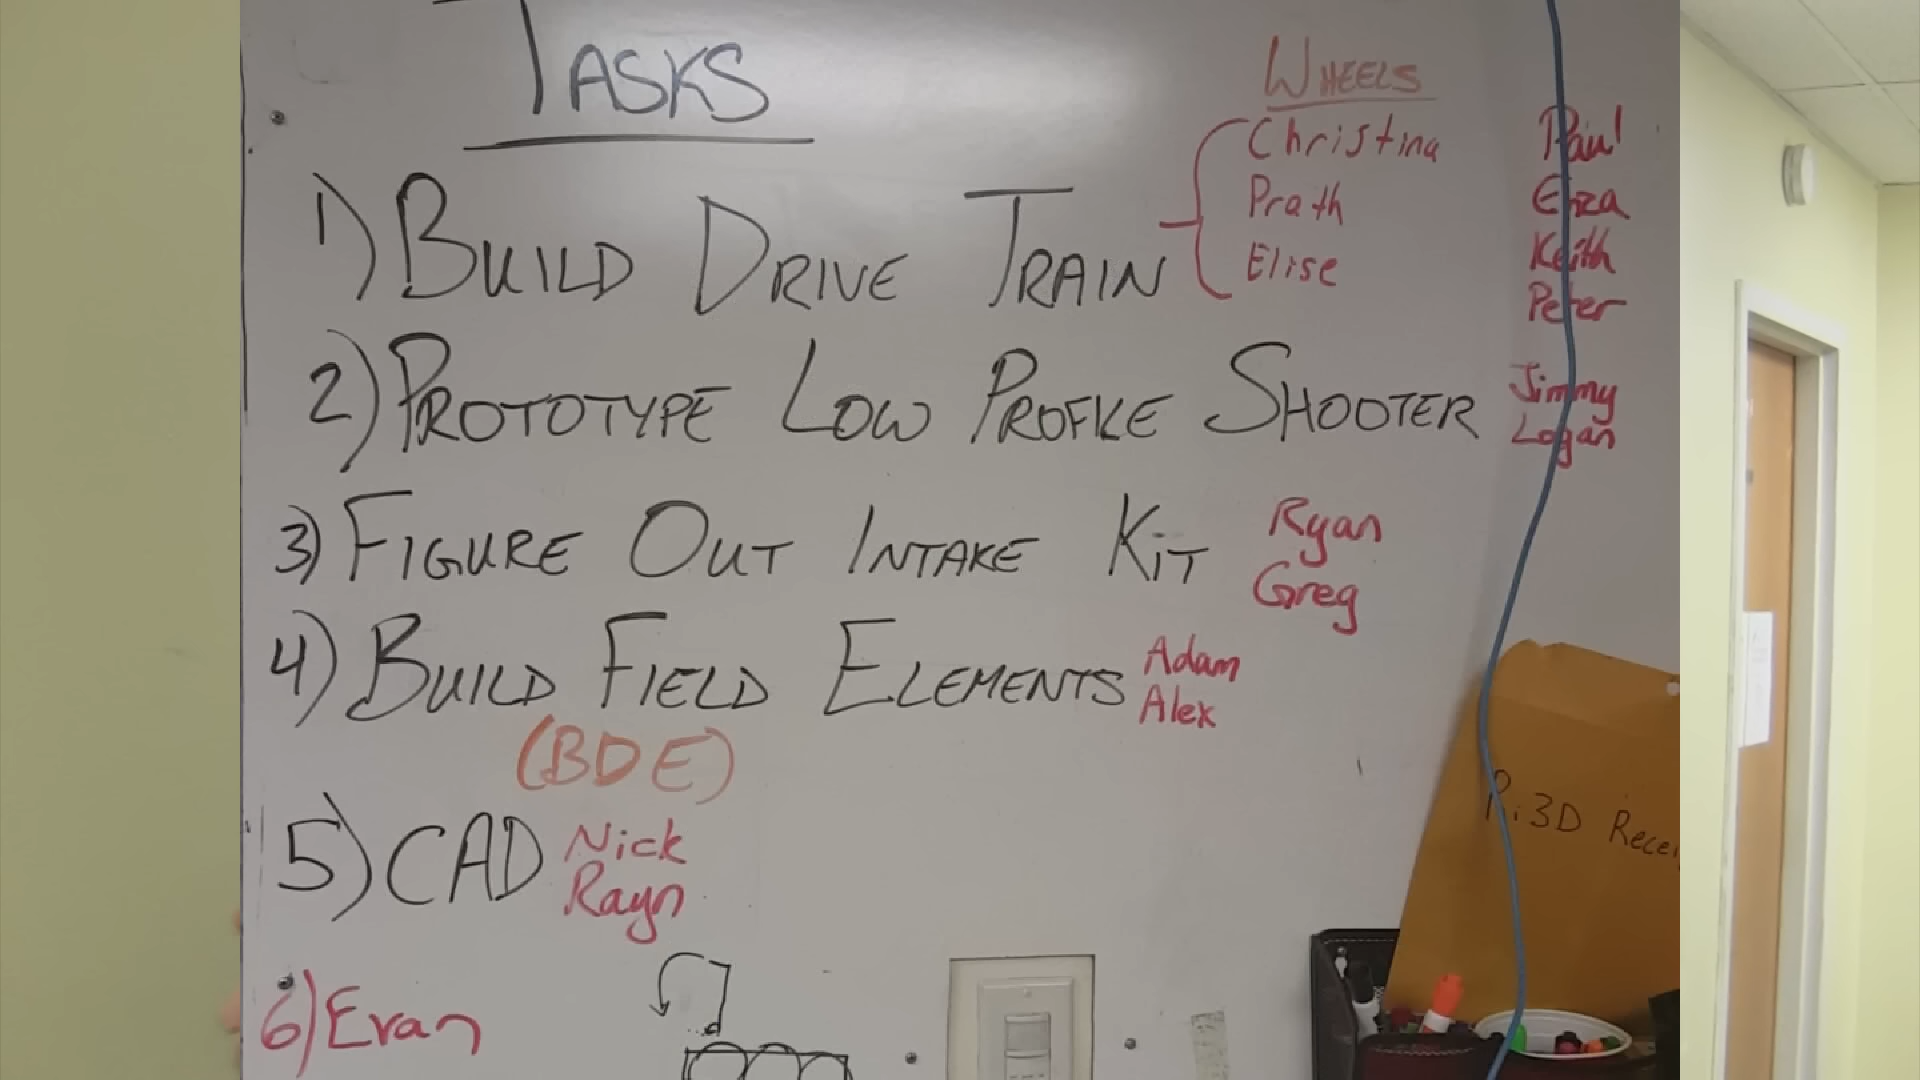 TASKS
WHEELS
1) BUILD DRIVE TRAIN
Christina
Prath
Elise
Paul
Keith
Peter
2) PROTOTYPE LOW PROFILE SHOOTER
Jimmy
Logan
3) FIGURE OUT INTAKE KIT
Ryan
Greg
4) BUILD FIELD ELEMENTS
Adam
Alex
(BDE)
5) CAD
Nick
Rayn
6) Evan
Ri3D Recei